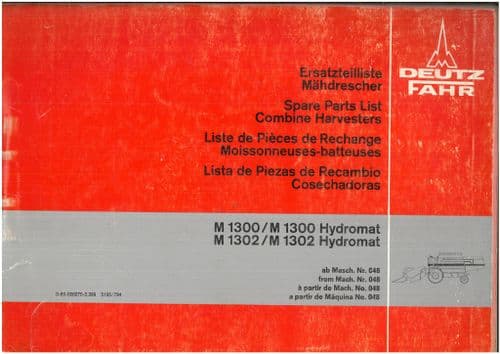 DEUTZ
FAHR
Ersatzteilliste
Mähdrescher
Spare Parts List
Combine Harvesters
Liste de Pièces de Rechange
Moissonneuses-batteuses
Lista de Piezas de Recambio
Cosechadoras
M 1300/M 1300 Hydromat
M 1302/M 1302 Hydromat
ab Masch. Nr. 048
from Mach. Nr. 048
à partir de Mach. No. 048
a partir de Máquina No. 048